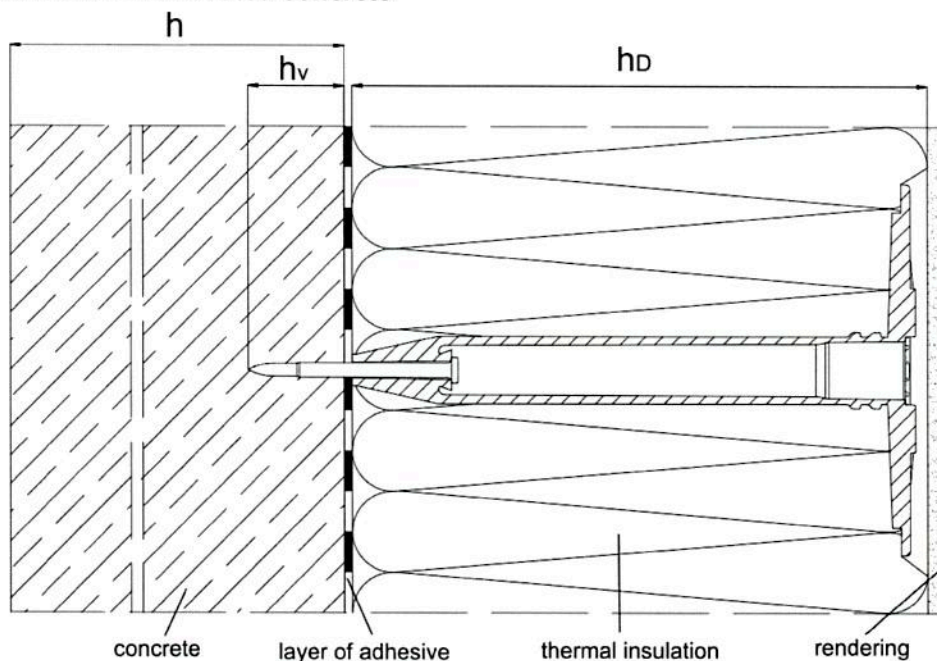 h
hv
hD
concrete
layer of adhesive
thermal insulation
rendering